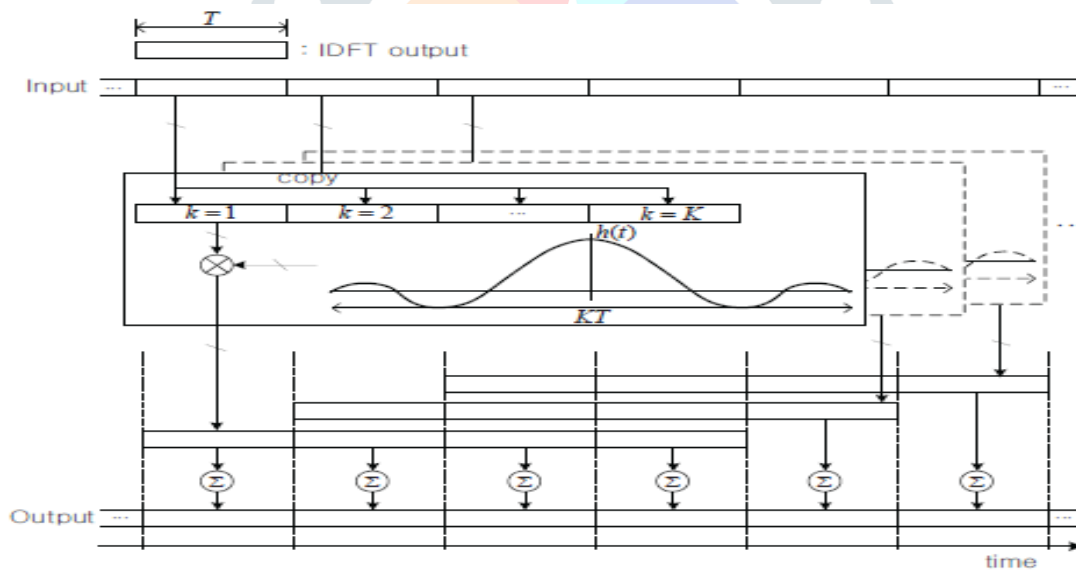 T
: IDFT output
Input ... ...
copy
k = 1 k = 2 ... k = K
h(t)
...
KT
Σ Σ Σ Σ Σ Σ
Output ... ...
time